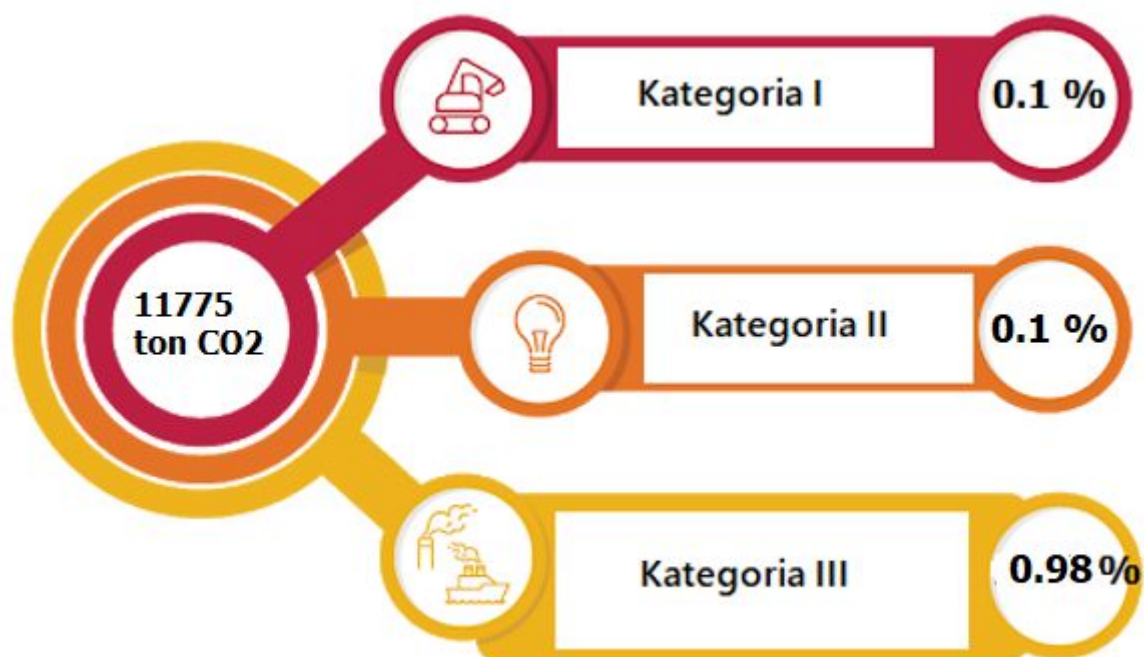 Kategoria I
0.1 %
11775
ton CO2
Kategoria II
0.1 %
Kategoria III
0.98 %